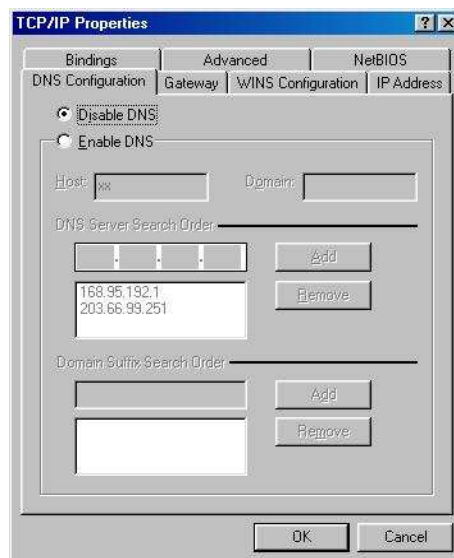 TCP/IP Properties
Bindings Advanced NetBIOS
DNS Configuration Gateway WINS Configuration IP Address
Disable DNS
Enable DNS
Host: xx Domain:
DNS Server Search Order
Add
168.95.192.1
203.66.99.251
Remove
Domain Suffix Search Order
Add
Remove
OK Cancel